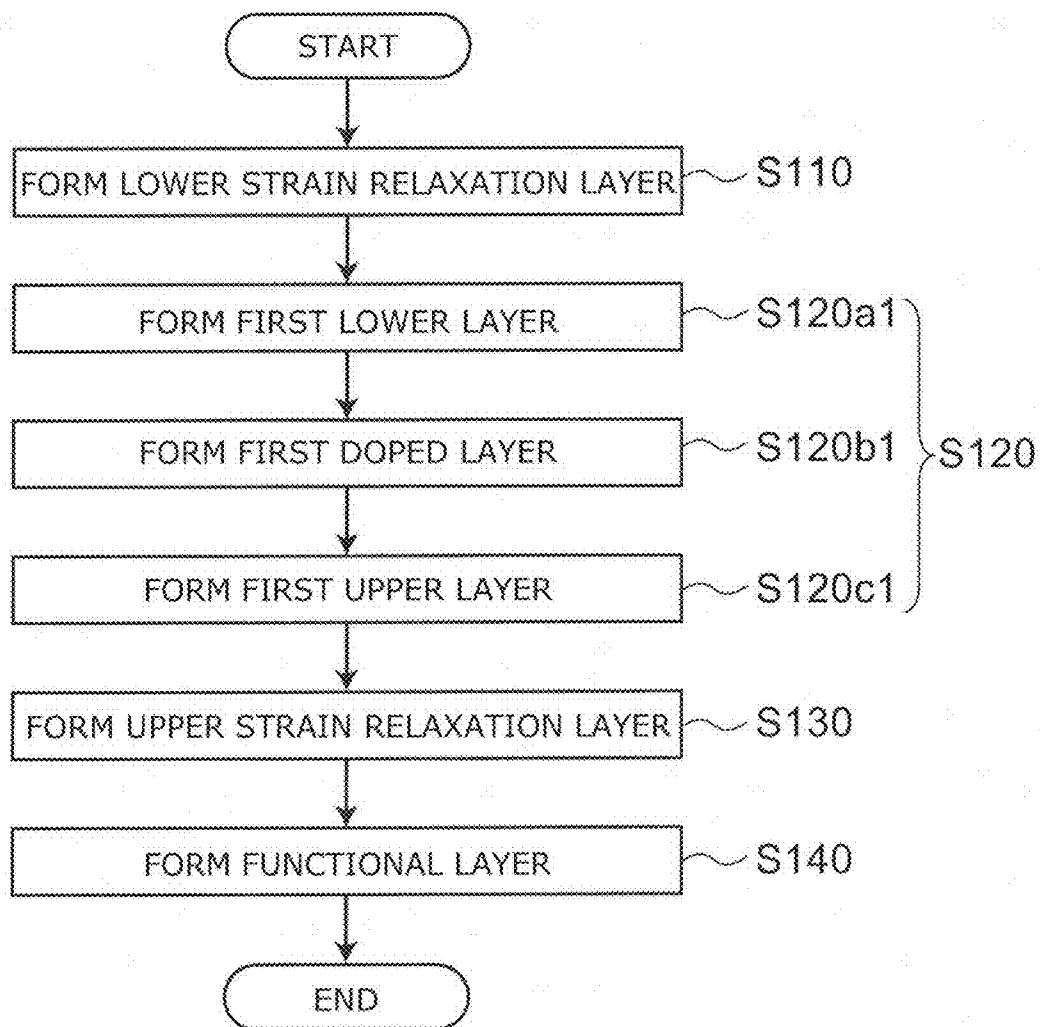 START
FORM LOWER STRAIN RELAXATION LAYER S110
FORM FIRST LOWER LAYER S120a1
FORM FIRST DOPED LAYER S120b1
S120
FORM FIRST UPPER LAYER S120c1
FORM UPPER STRAIN RELAXATION LAYER S130
FORM FUNCTIONAL LAYER S140
END